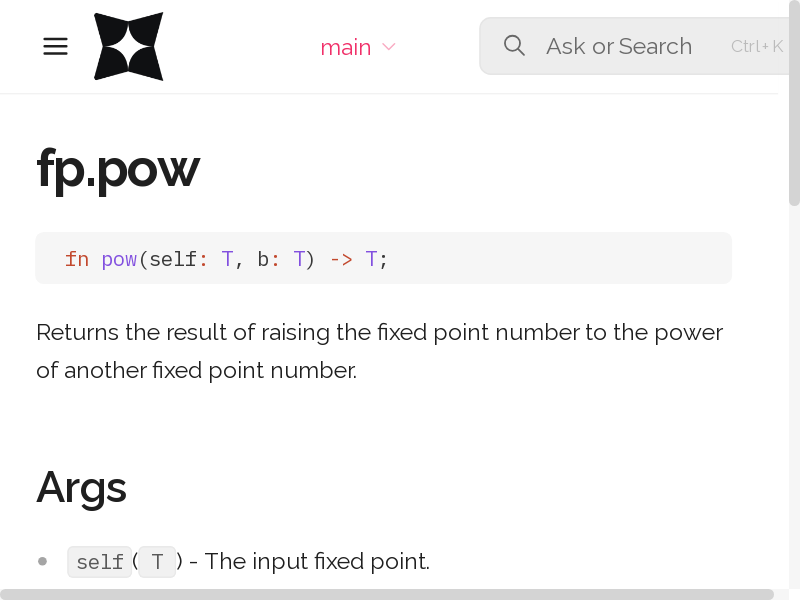 main
Ask or Search
Ctrl+K
fp.pow
fn pow(self: T, b: T) -> T;
Returns the result of raising the fixed point number to the power
of another fixed point number.
Args
self(T) - The input fixed point.